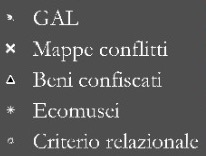 GAL
Mappe conflitti
Beni confiscati
Ecomusei
Criterio relazionale